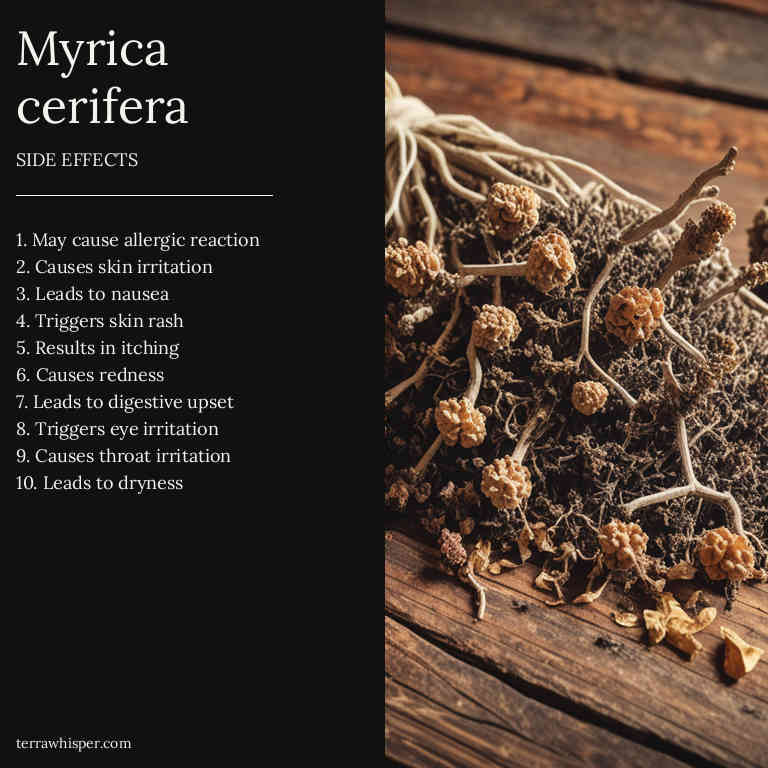 Myrica
cerifera
SIDE EFFECTS
1. May cause allergic reaction
2. Causes skin irritation
3. Leads to nausea
4. Triggers skin rash
5. Results in itching
6. Causes redness
7. Leads to digestive upset
8. Triggers eye irritation
9. Causes throat irritation
10. Leads to dryness
terrawhisper.com